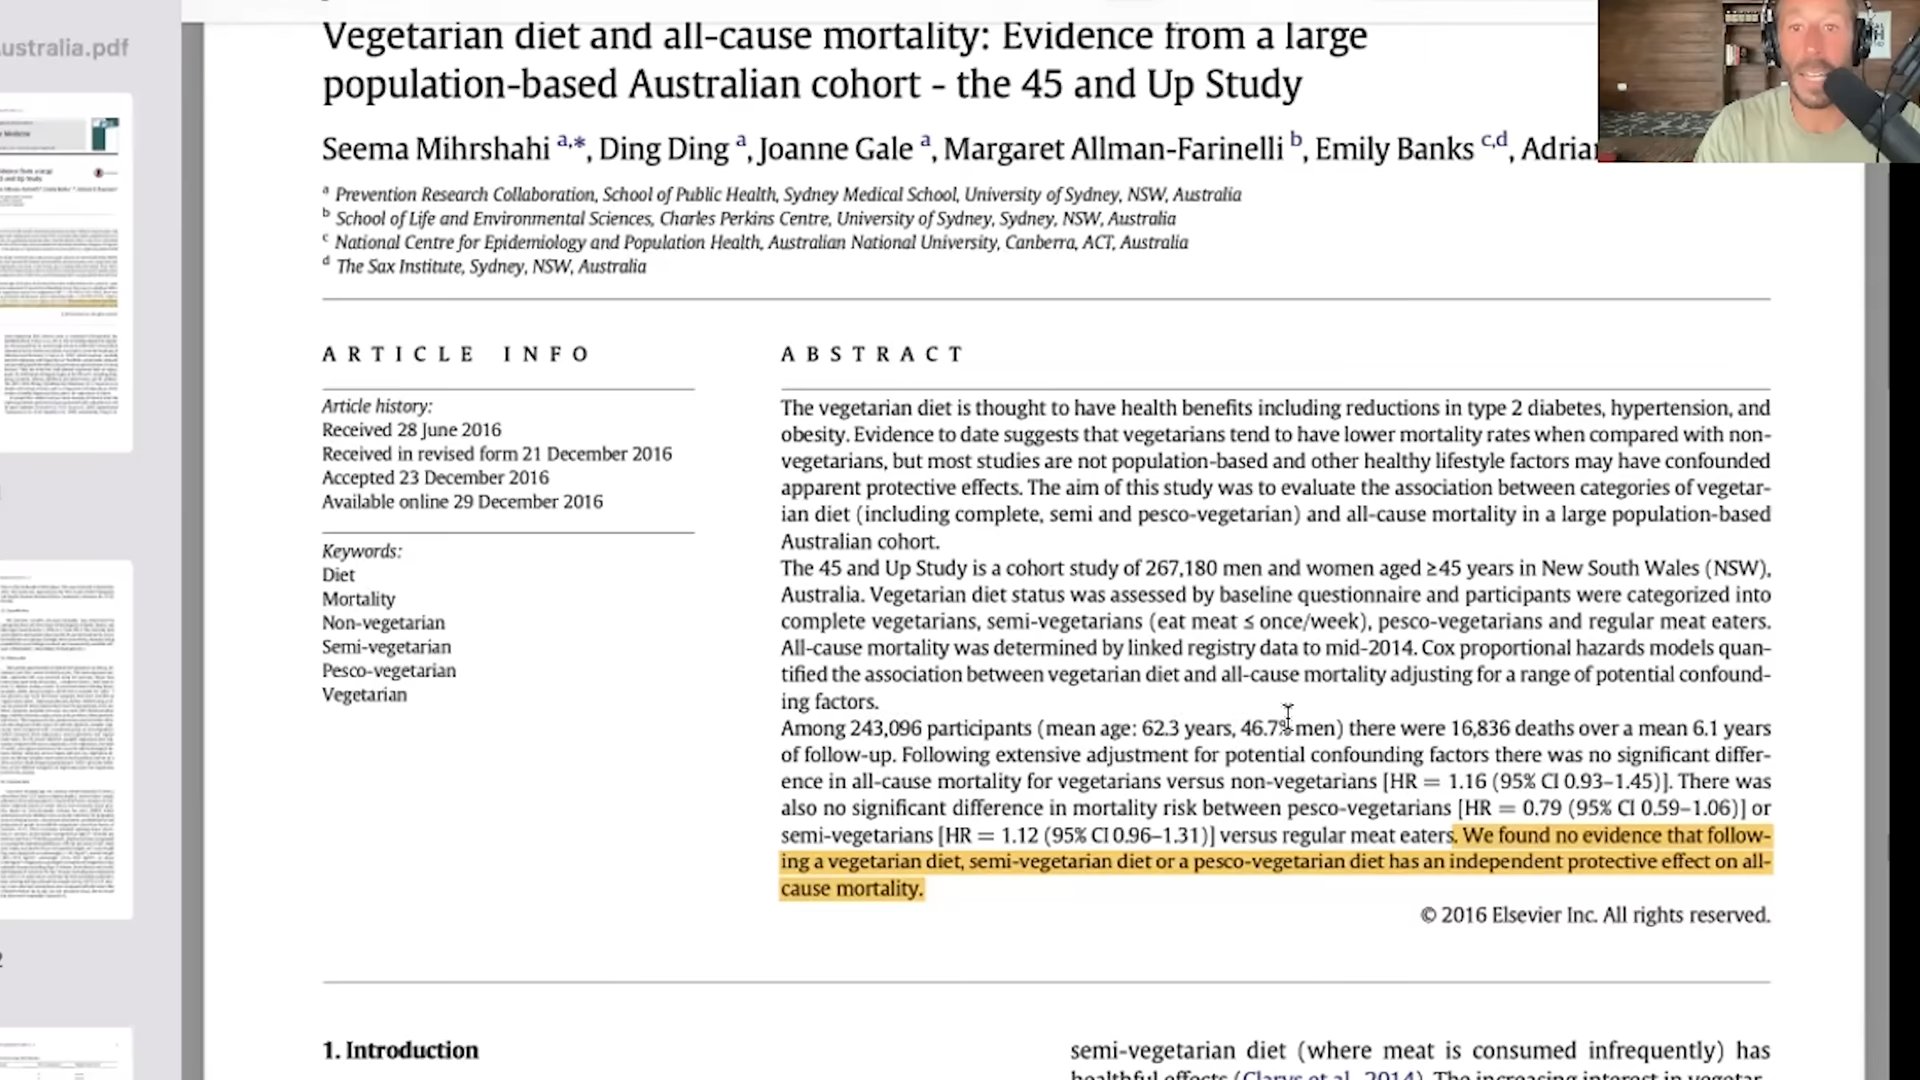 ustralia.pdf
Vegetarian diet and all-cause mortality: Evidence from a large
population-based Australian cohort - the 45 and Up Study
Seema Mihrshahi a,*, Ding Ding a, Joanne Gale a, Margaret Allman-Farinelli b, Emily Banks c,d, Adrian
a Prevention Research Collaboration, School of Public Health, Sydney Medical School, University of Sydney, NSW, Australia
b School of Life and Environmental Sciences, Charles Perkins Centre, University of Sydney, Sydney, NSW, Australia
c National Centre for Epidemiology and Population Health, Australian National University, Canberra, ACT, Australia
d The Sax Institute, Sydney, NSW, Australia
ARTICLE INFO
Article history:
Received 28 June 2016
Received in revised form 21 December 2016
Accepted 23 December 2016
Available online 29 December 2016
Keywords:
Diet
Mortality
Non-vegetarian
Semi-vegetarian
Pesco-vegetarian
Vegetarian
ABSTRACT
The vegetarian diet is thought to have health benefits including reductions in type 2 diabetes, hypertension, and
obesity. Evidence to date suggests that vegetarians tend to have lower mortality rates when compared with non-
vegetarians, but most studies are not population-based and other healthy lifestyle factors may have confounded
apparent protective effects. The aim of this study was to evaluate the association between categories of vegetar-
ian diet (including complete, semi and pesco-vegetarian) and all-cause mortality in a large population-based
Australian cohort.
The 45 and Up Study is a cohort study of 267,180 men and women aged ≥45 years in New South Wales (NSW),
Australia. Vegetarian diet status was assessed by baseline questionnaire and participants were categorized into
complete vegetarians, semi-vegetarians (eat meat ≤ once/week), pesco-vegetarians and regular meat eaters.
All-cause mortality was determined by linked registry data to mid-2014. Cox proportional hazards models quan-
tified the association between vegetarian diet and all-cause mortality adjusting for a range of potential confound-
ing factors.
Among 243,096 participants (mean age: 62.3 years, 46.7% men) there were 16,836 deaths over a mean 6.1 years
of follow-up. Following extensive adjustment for potential confounding factors there was no significant differ-
ence in all-cause mortality for vegetarians versus non-vegetarians [HR = 1.16 (95% CI 0.93–1.45)]. There was
also no significant difference in mortality risk between pesco-vegetarians [HR = 0.79 (95% CI 0.59–1.06)] or
semi-vegetarians [HR = 1.12 (95% CI 0.96–1.31)] versus regular meat eaters. We found no evidence that follow-
ing a vegetarian diet, semi-vegetarian diet or a pesco-vegetarian diet has an independent protective effect on all-
cause mortality.
© 2016 Elsevier Inc. All rights reserved.
2
1. Introduction
semi-vegetarian diet (where meat is consumed infrequently) has
healthful effects (Clarys et al., 2014). The increasing interest in vegetar-